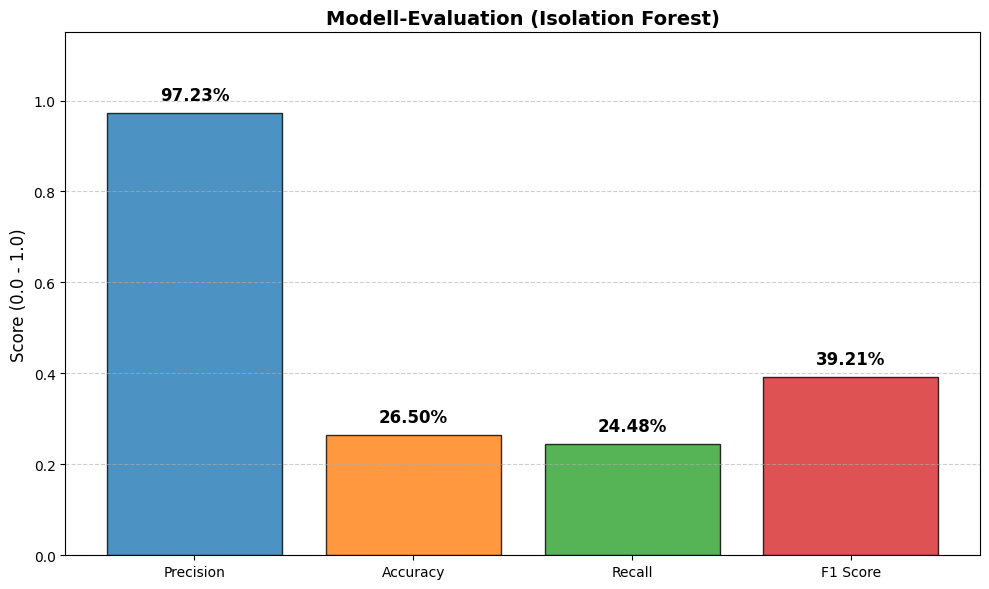 Modell-Evaluation (Isolation Forest)
Score (0.0 - 1.0)
1.0
0.8
0.6
0.4
0.2
0.0
97.23%
26.50%
24.48%
39.21%
Precision
Accuracy
Recall
F1 Score